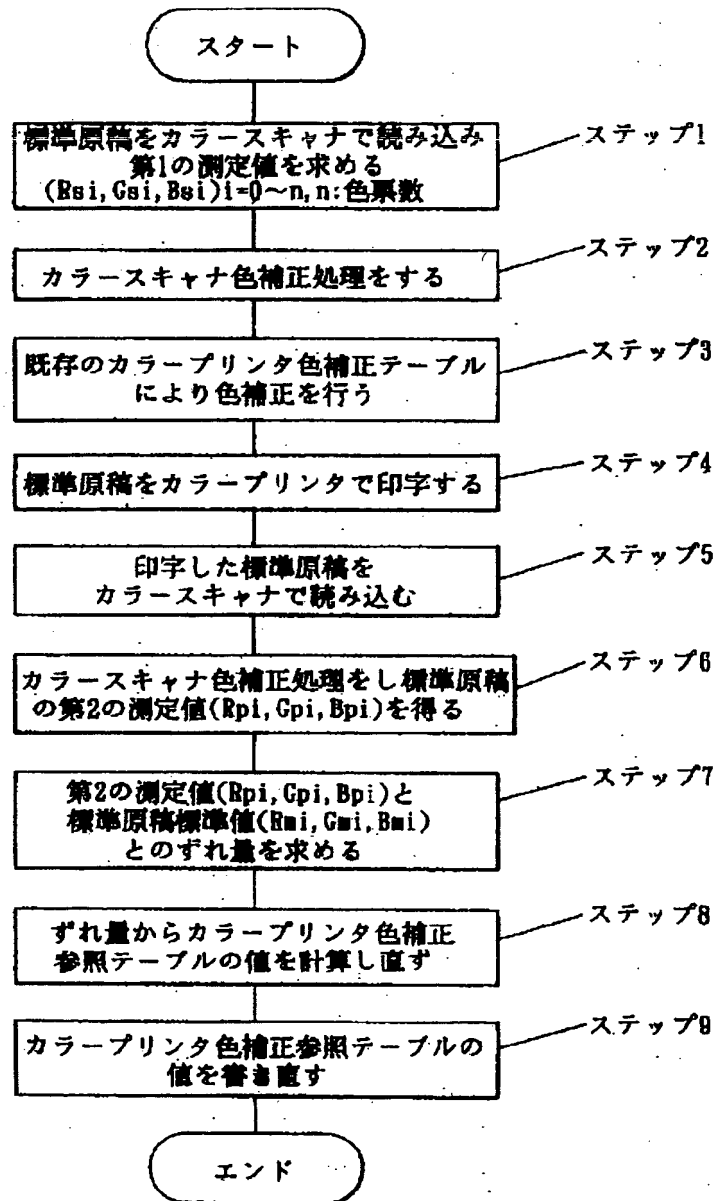 スタート
標準原稿をカラースキャナで読み込み
第1の測定値を求める
(Rsi,Gsi,Bsi)i=0～n,n:色票数
ステップ1
カラースキャナ色補正処理をする
ステップ2
既存のカラープリンタ色補正テーブル
により色補正を行う
ステップ3
標準原稿をカラープリンタで印字する
ステップ4
印字した標準原稿を
カラースキャナで読み込む
ステップ5
カラースキャナ色補正処理をし標準原稿
の第2の測定値(Rpi,Gpi,Bpi)を得る
ステップ6
第2の測定値(Rpi,Gpi,Bpi)と
標準原稿標準値(Rmi,Gmi,Bmi)
とのずれ量を求める
ステップ7
ずれ量からカラープリンタ色補正
参照テーブルの値を計算し直ず
ステップ8
カラープリンタ色補正参照テーブルの
値を書き直す
ステップ9
エンド